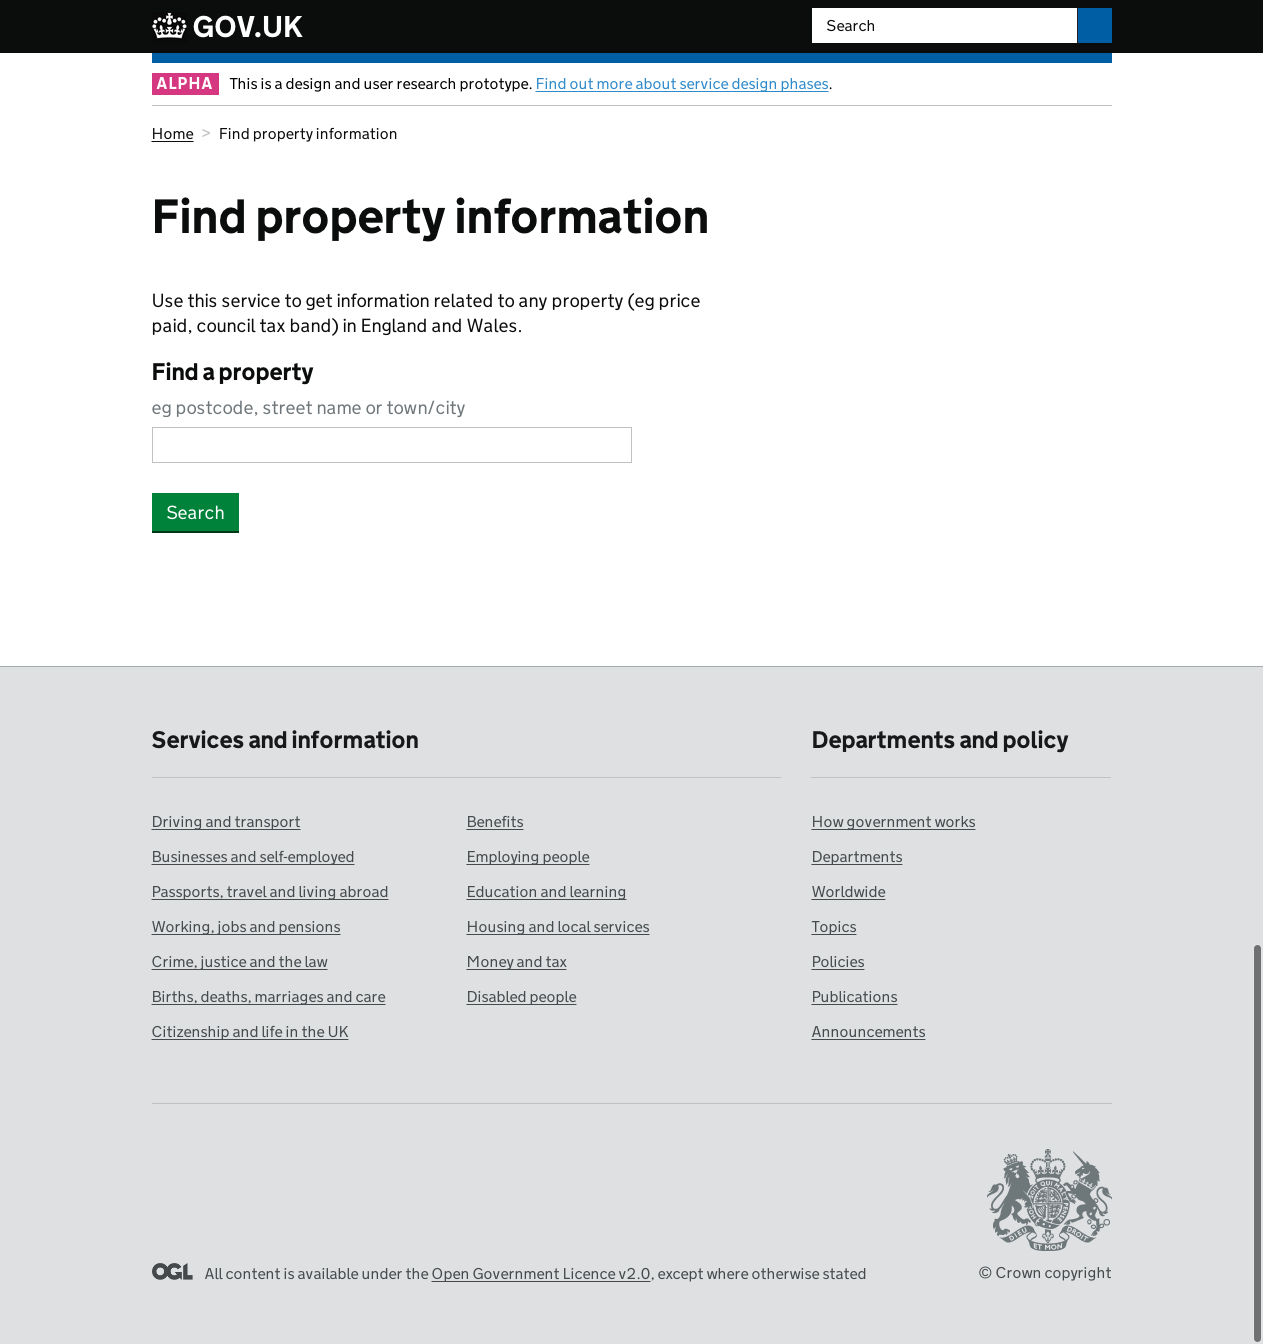 GOV.UK
Search
ALPHA This is a design and user research prototype. Find out more about service design phases.
Home > Find property information
Find property information
Use this service to get information related to any property (eg price
paid, council tax band) in England and Wales.
Find a property
eg postcode, street name or town/city
Search
Services and information
Driving and transport
Businesses and self-employed
Passports, travel and living abroad
Working, jobs and pensions
Crime, justice and the law
Births, deaths, marriages and care
Citizenship and life in the UK
Benefits
Employing people
Education and learning
Housing and local services
Money and tax
Disabled people
Departments and policy
How government works
Departments
Worldwide
Topics
Policies
Publications
Announcements
DIEU ET MON DROIT
OGL All content is available under the Open Government Licence v2.0, except where otherwise stated
© Crown copyright